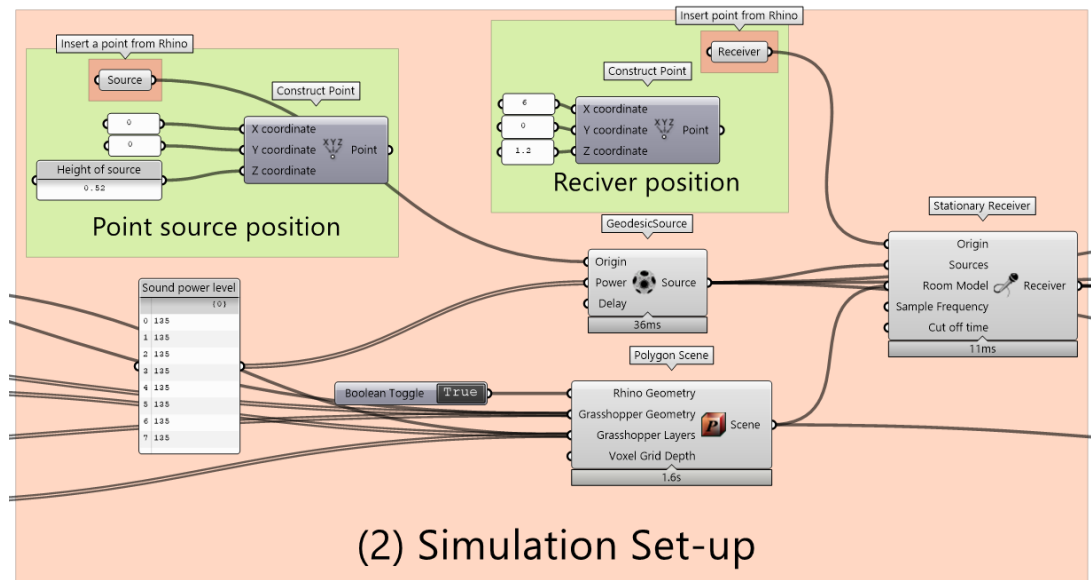 Insert a point from Rhino
Source
Construct Point
0
0
Height of source
0.52
X coordinate
Y coordinate
Z coordinate
XYZ
Point
Point source position
Insert point from Rhino
Receiver
Construct Point
6
0
1.2
X coordinate
Y coordinate
Z coordinate
XYZ
Point
Reciver position
GeodesicSource
Origin
Power
Delay
Source
36ms
Stationary Receiver
Origin
Sources
Room Model
Sample Frequency
Cut off time
Receiver
11ms
Sound power level
{0}
0 135
1 135
2 135
3 135
4 135
5 135
6 135
7 135
Boolean Toggle True
Polygon Scene
Rhino Geometry
Grasshopper Geometry
Grasshopper Layers
Voxel Grid Depth
P
Scene
1.6s
(2) Simulation Set-up